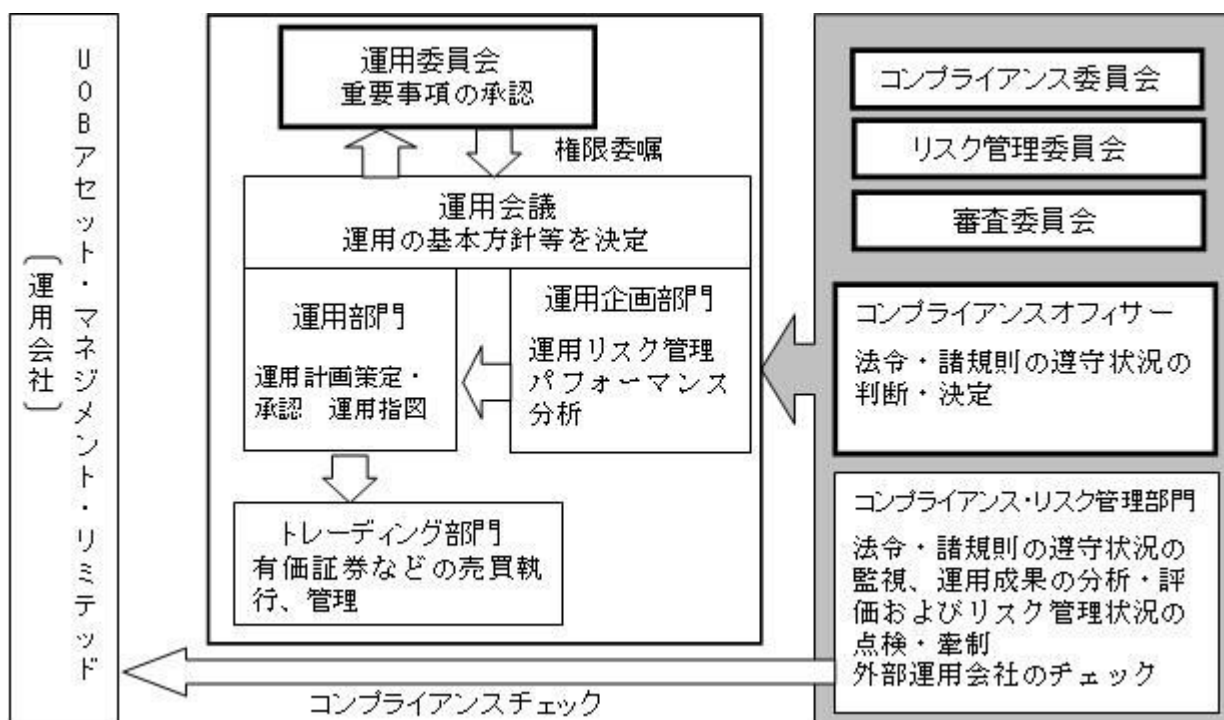 UOBアセット・マネジメント・リミテッド
〔運用会社〕
運用委員会
重要事項の承認
権限委嘱
運用会議
運用の基本方針等を決定
運用部門
運用計画策定・
承認　運用指図
運用企画部門
運用リスク管理
パフォーマンス
分析
トレーディング部門
有価証券などの売買執
行、管理
コンプライアンス委員会
リスク管理委員会
審査委員会
コンプライアンスオフィサー
法令・諸規則の遵守状況の
判断・決定
コンプライアンス・リスク管理部門
法令・諸規則の遵守状況の
監視、運用成果の分析・評
価およびリスク管理状況の
点検・牽制
外部運用会社のチェック
コンプライアンスチェック